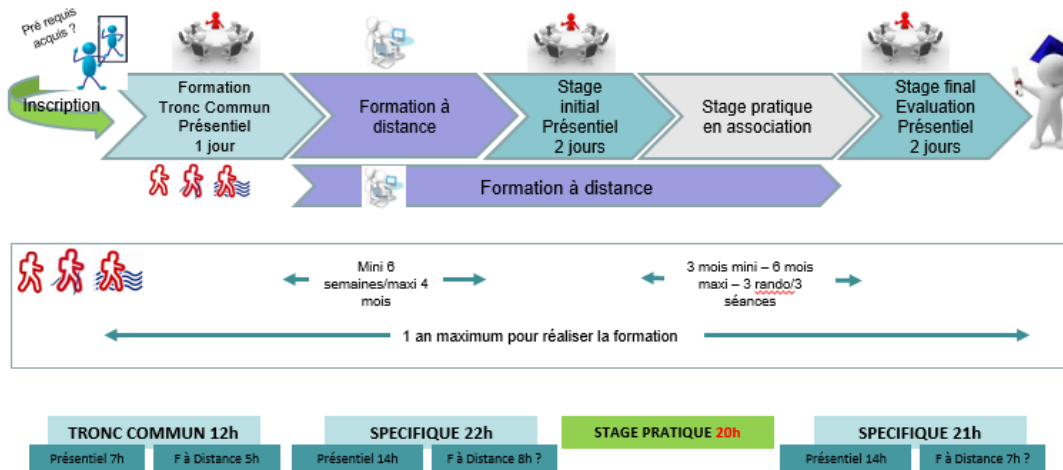 Pré requis
acquis ?
Inscription
Formation
Tronc Commun
Présentiel
1 jour
Formation à
distance
Stage
initial
Présentiel
2 jours
Stage pratique
en association
Stage final
Evaluation
Présentiel
2 jours
Formation à distance
Mini 6
semaines/maxi 4
mois
3 mois mini – 6 mois
maxi – 3 rando/3
séances
1 an maximum pour réaliser la formation
TRONC COMMUN 12h
Présentiel 7h
F à Distance 5h
SPECIFIQUE 22h
Présentiel 14h
F à Distance 8h ?
STAGE PRATIQUE 20h
SPECIFIQUE 21h
Présentiel 14h
F à Distance 7h ?